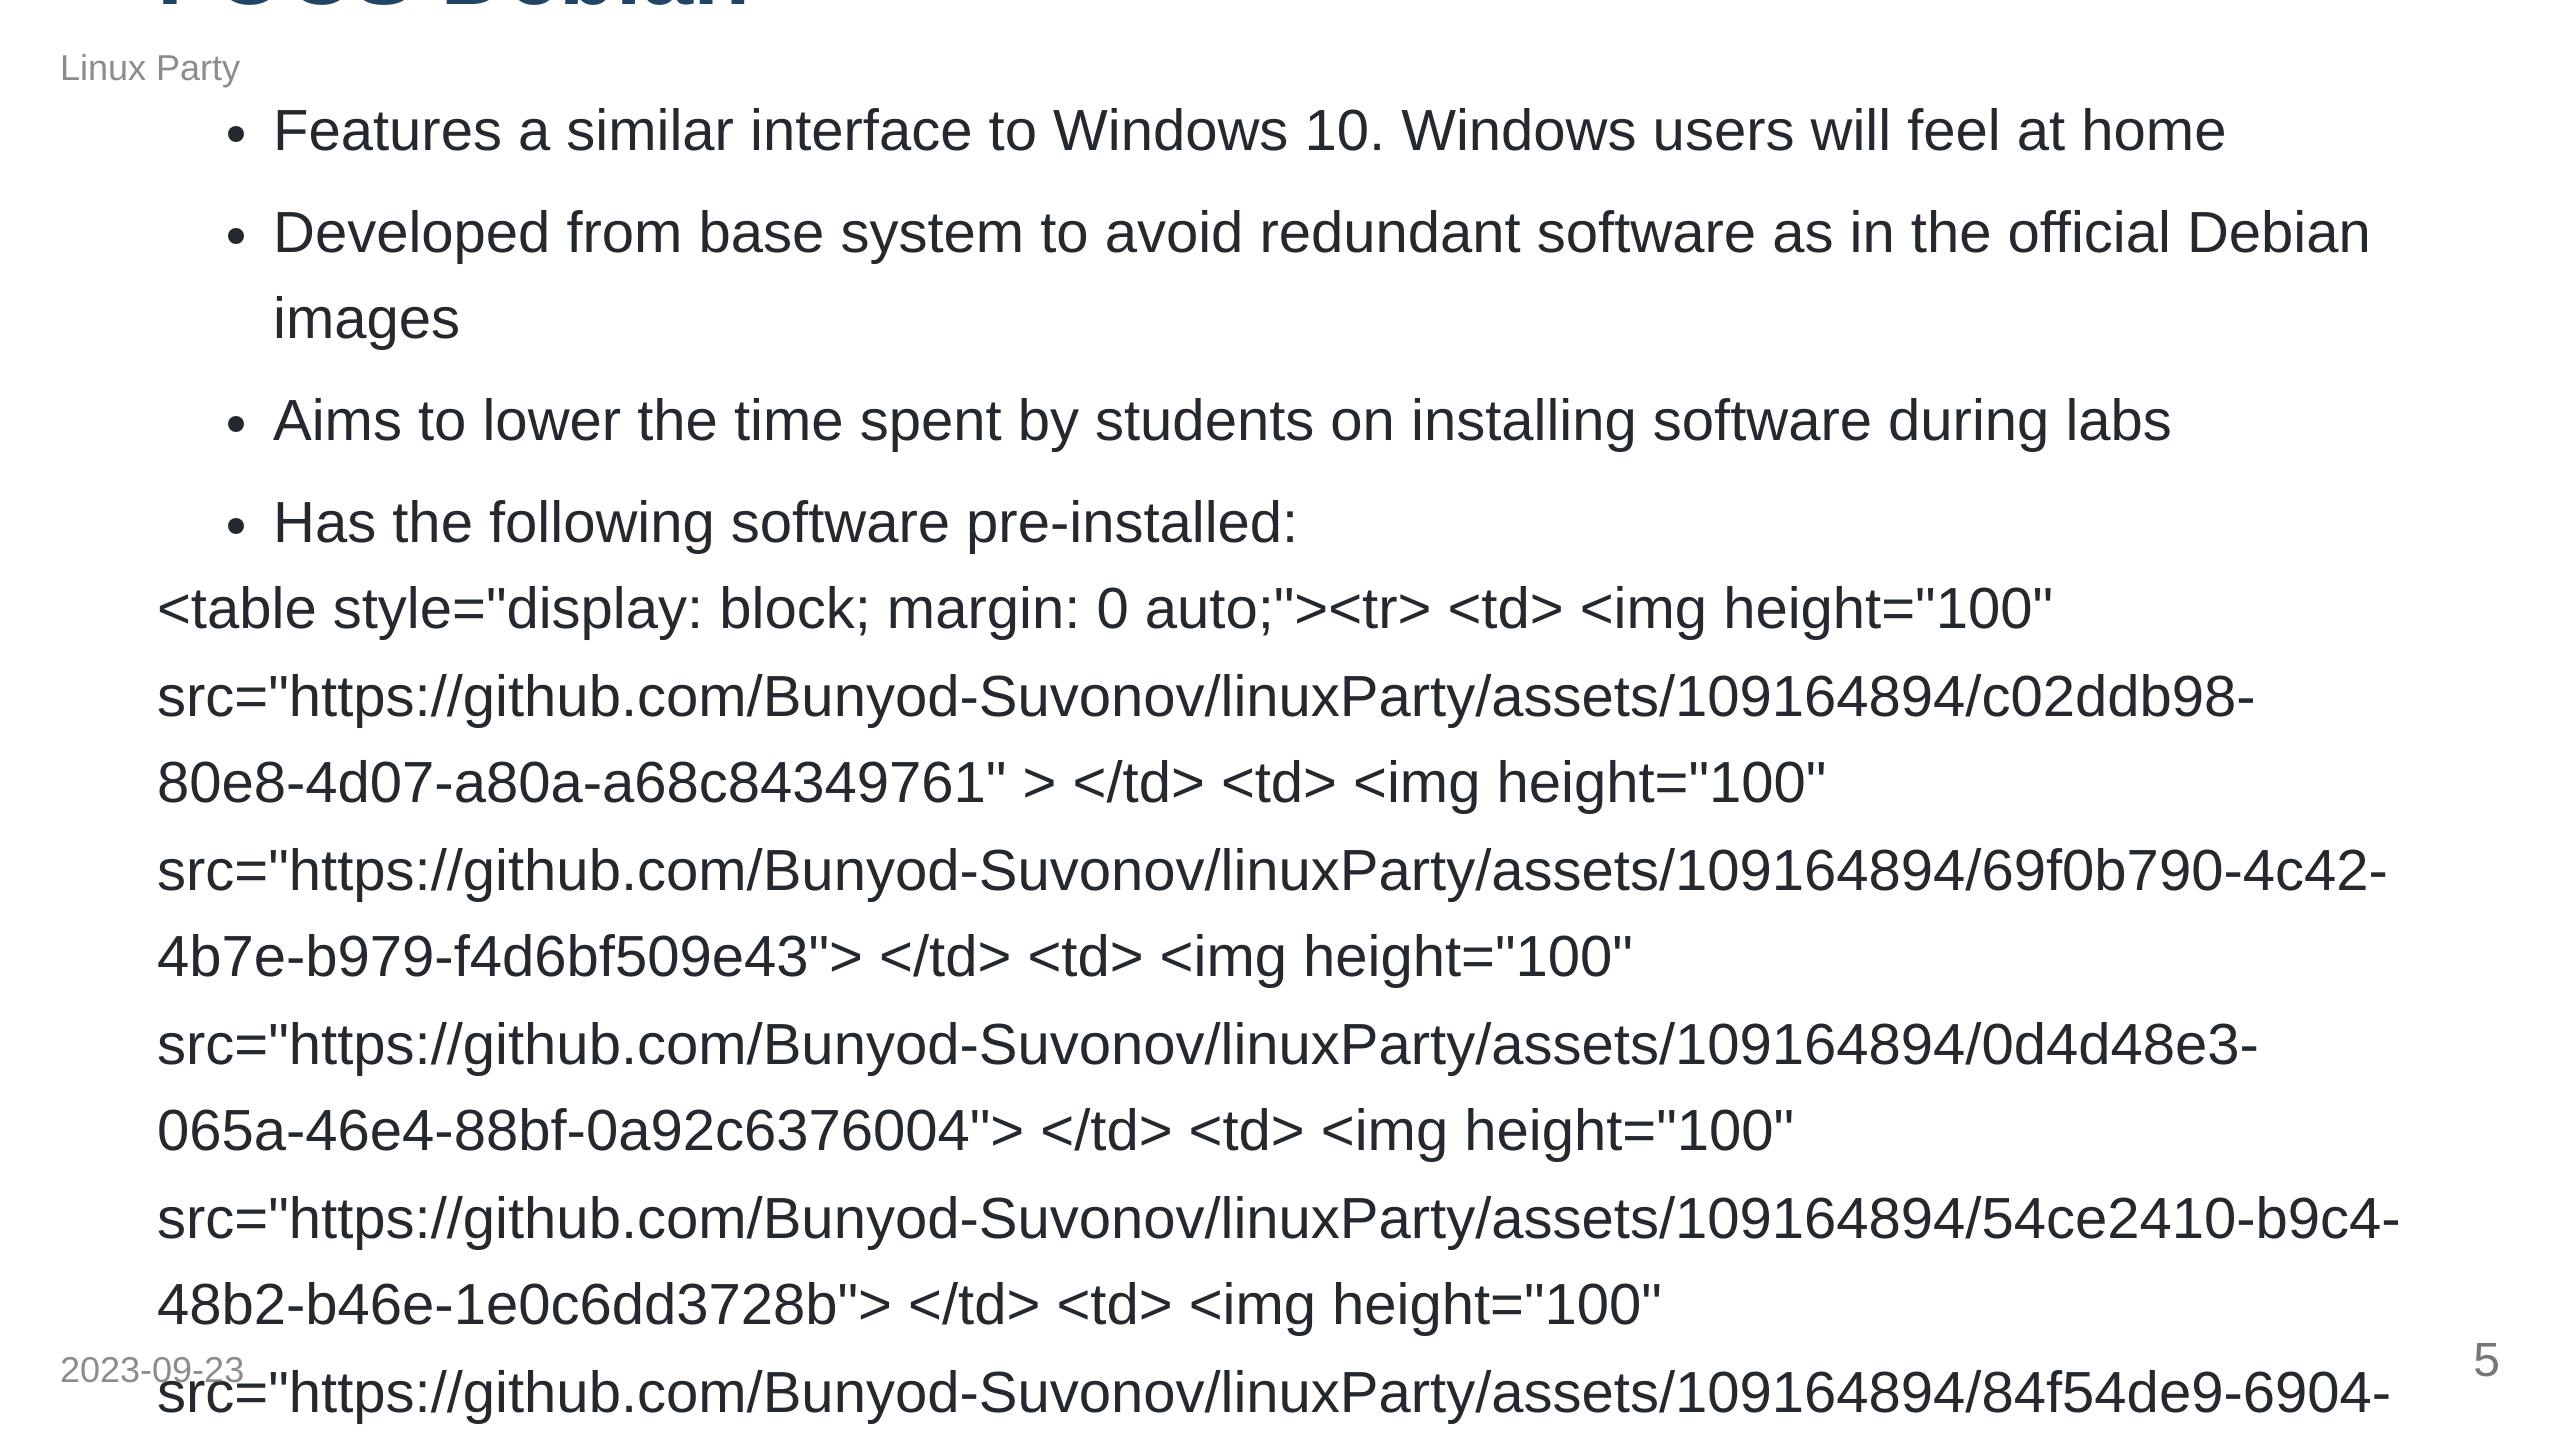 Debian
Linux Party
• Features a similar interface to Windows 10. Windows users will feel at home
• Developed from base system to avoid redundant software as in the official Debian
images
• Aims to lower the time spent by students on installing software during labs
• Has the following software pre-installed:
<table style="display: block; margin: 0 auto;"><tr> <td> <img height="100"
src="https://github.com/Bunyod-Suvonov/linuxParty/assets/109164894/c02ddb98-
80e8-4d07-a80a-a68c84349761" > </td> <td> <img height="100"
src="https://github.com/Bunyod-Suvonov/linuxParty/assets/109164894/69f0b790-4c42-
4b7e-b979-f4d6bf509e43"> </td> <td> <img height="100"
src="https://github.com/Bunyod-Suvonov/linuxParty/assets/109164894/0d4d48e3-
065a-46e4-88bf-0a92c6376004"> </td> <td> <img height="100"
src="https://github.com/Bunyod-Suvonov/linuxParty/assets/109164894/54ce2410-b9c4-
48b2-b46e-1e0c6dd3728b"> </td> <td> <img height="100"
src="https://github.com/Bunyod-Suvonov/linuxParty/assets/109164894/84f54de9-6904-
2023-09-23
5